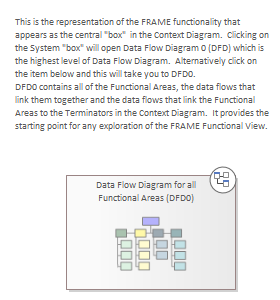 This is the representation of the FRAME functionality that
appears as the central "box" in the Context Diagram. Clicking on
the System "box" will open Data Flow Diagram 0 (DFD) which is
the highest level of Data Flow Diagram. Alternatively click on
the item below and this will take you to DFD0.
DFD0 contains all of the Functional Areas, the data flows that
link them together and the data flows that link the Functional
Areas to the Terminators in the Context Diagram. It provides the
starting point for any exploration of the FRAME Functional View.
Data Flow Diagram for all
Functional Areas (DFD0)